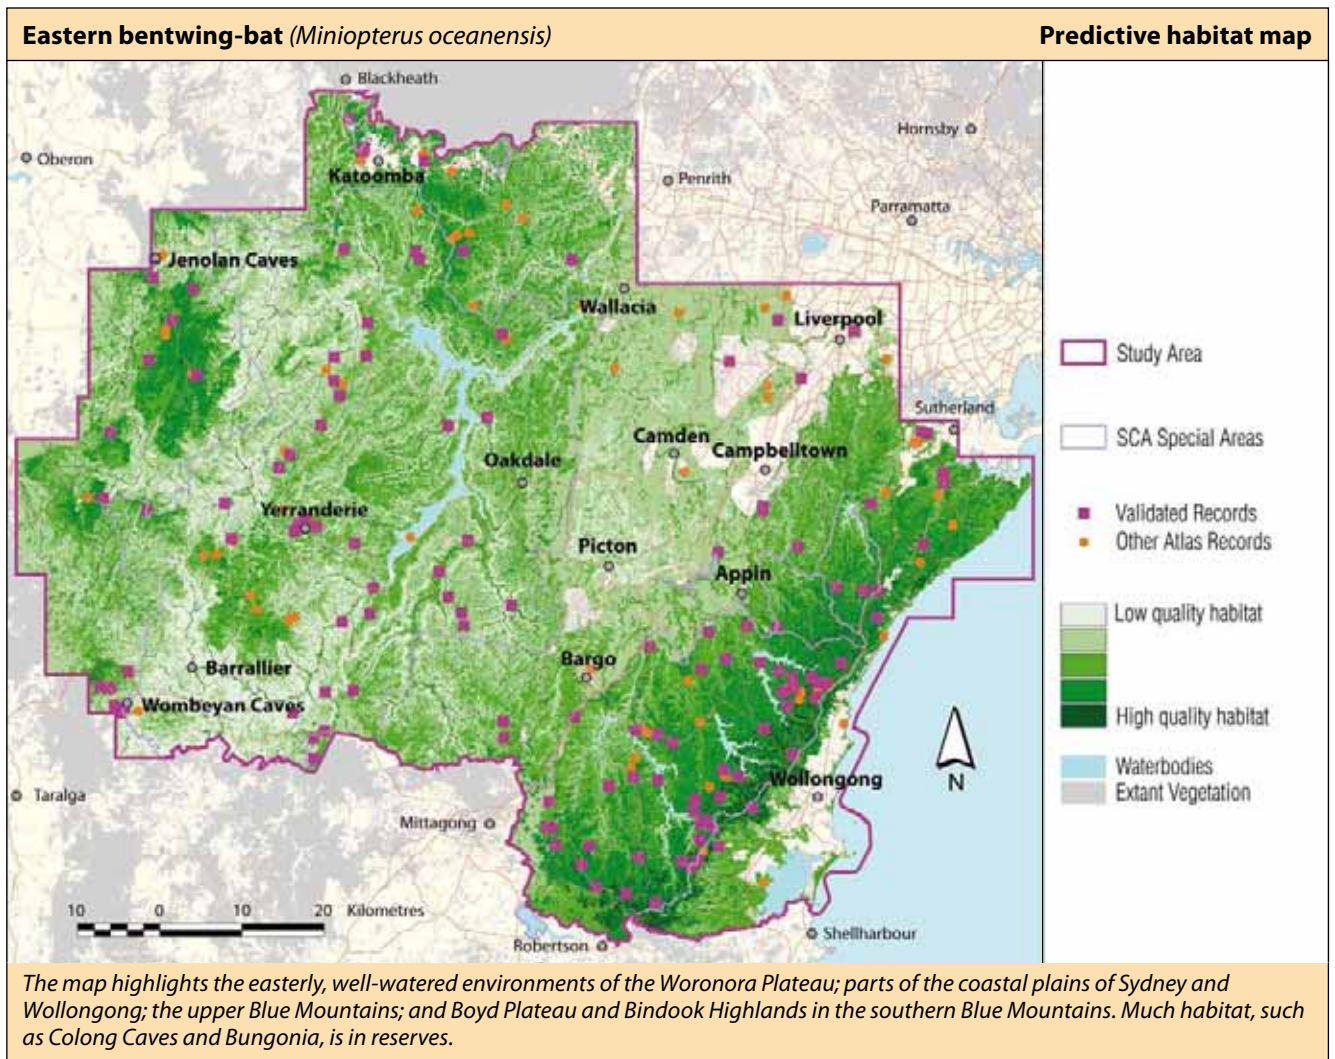 Eastern bentwing-bat (Miniopterus oceanensis)
Predictive habitat map
Blackheath
Hornsby
Oberon
Katoomba
Penrith
Parramatta
Jenolan Caves
Wallacia
Liverpool
Study Area
Sutherland
SCA Special Areas
Camden
Campbelltown
Oakdale
Yerranderie
Validated Records
Other Atlas Records
Picton
Appin
Low quality habitat
Bargo
Barrallier
Wombeyan Caves
High quality habitat
Wollongong
N
Waterbodies
Extant Vegetation
Taralga
Mittagong
10 0 10 20 Kilometres
Robertson
Shellharbour
The map highlights the easterly, well-watered environments of the Woronora Plateau; parts of the coastal plains of Sydney and
Wollongong; the upper Blue Mountains; and Boyd Plateau and Bindook Highlands in the southern Blue Mountains. Much habitat, such
as Colong Caves and Bungonia, is in reserves.